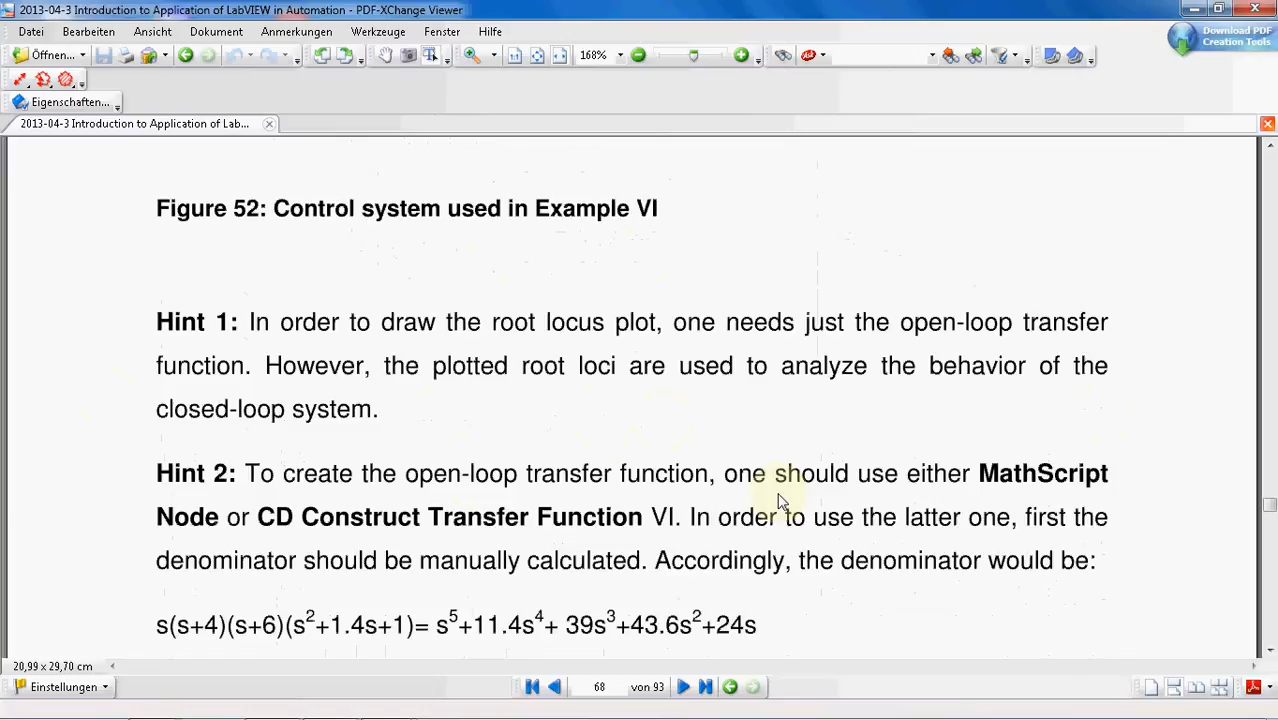 2013-04-3 Introduction to Application of LabVIEW in Automation - PDF-XChange Viewer
Datei Bearbeiten Ansicht Dokument Anmerkungen Werkzeuge Fenster Hilfe
Download PDF
Creation Tools
Öffnen... 168%
Eigenschaften...
2013-04-3 Introduction to Application of Lab...
Figure 52: Control system used in Example VI
Hint 1: In order to draw the root locus plot, one needs just the open-loop transfer
function. However, the plotted root loci are used to analyze the behavior of the
closed-loop system.
Hint 2: To create the open-loop transfer function, one should use either MathScript
Node or CD Construct Transfer Function VI. In order to use the latter one, first the
denominator should be manually calculated. Accordingly, the denominator would be:
s(s+4)(s+6)(s²+1.4s+1)= s⁵+11.4s⁴+ 39s³+43.6s²+24s
20,99 x 29,70 cm
Einstellungen 68 von 93